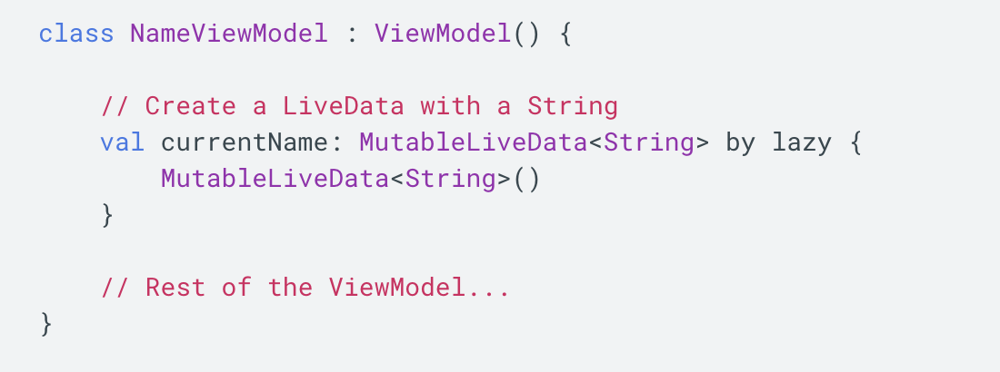 class NameViewModel : ViewModel() {
// Create a LiveData with a String
val currentName: MutableLiveData<String> by lazy {
MutableLiveData<String>()
}
// Rest of the ViewModel...
}